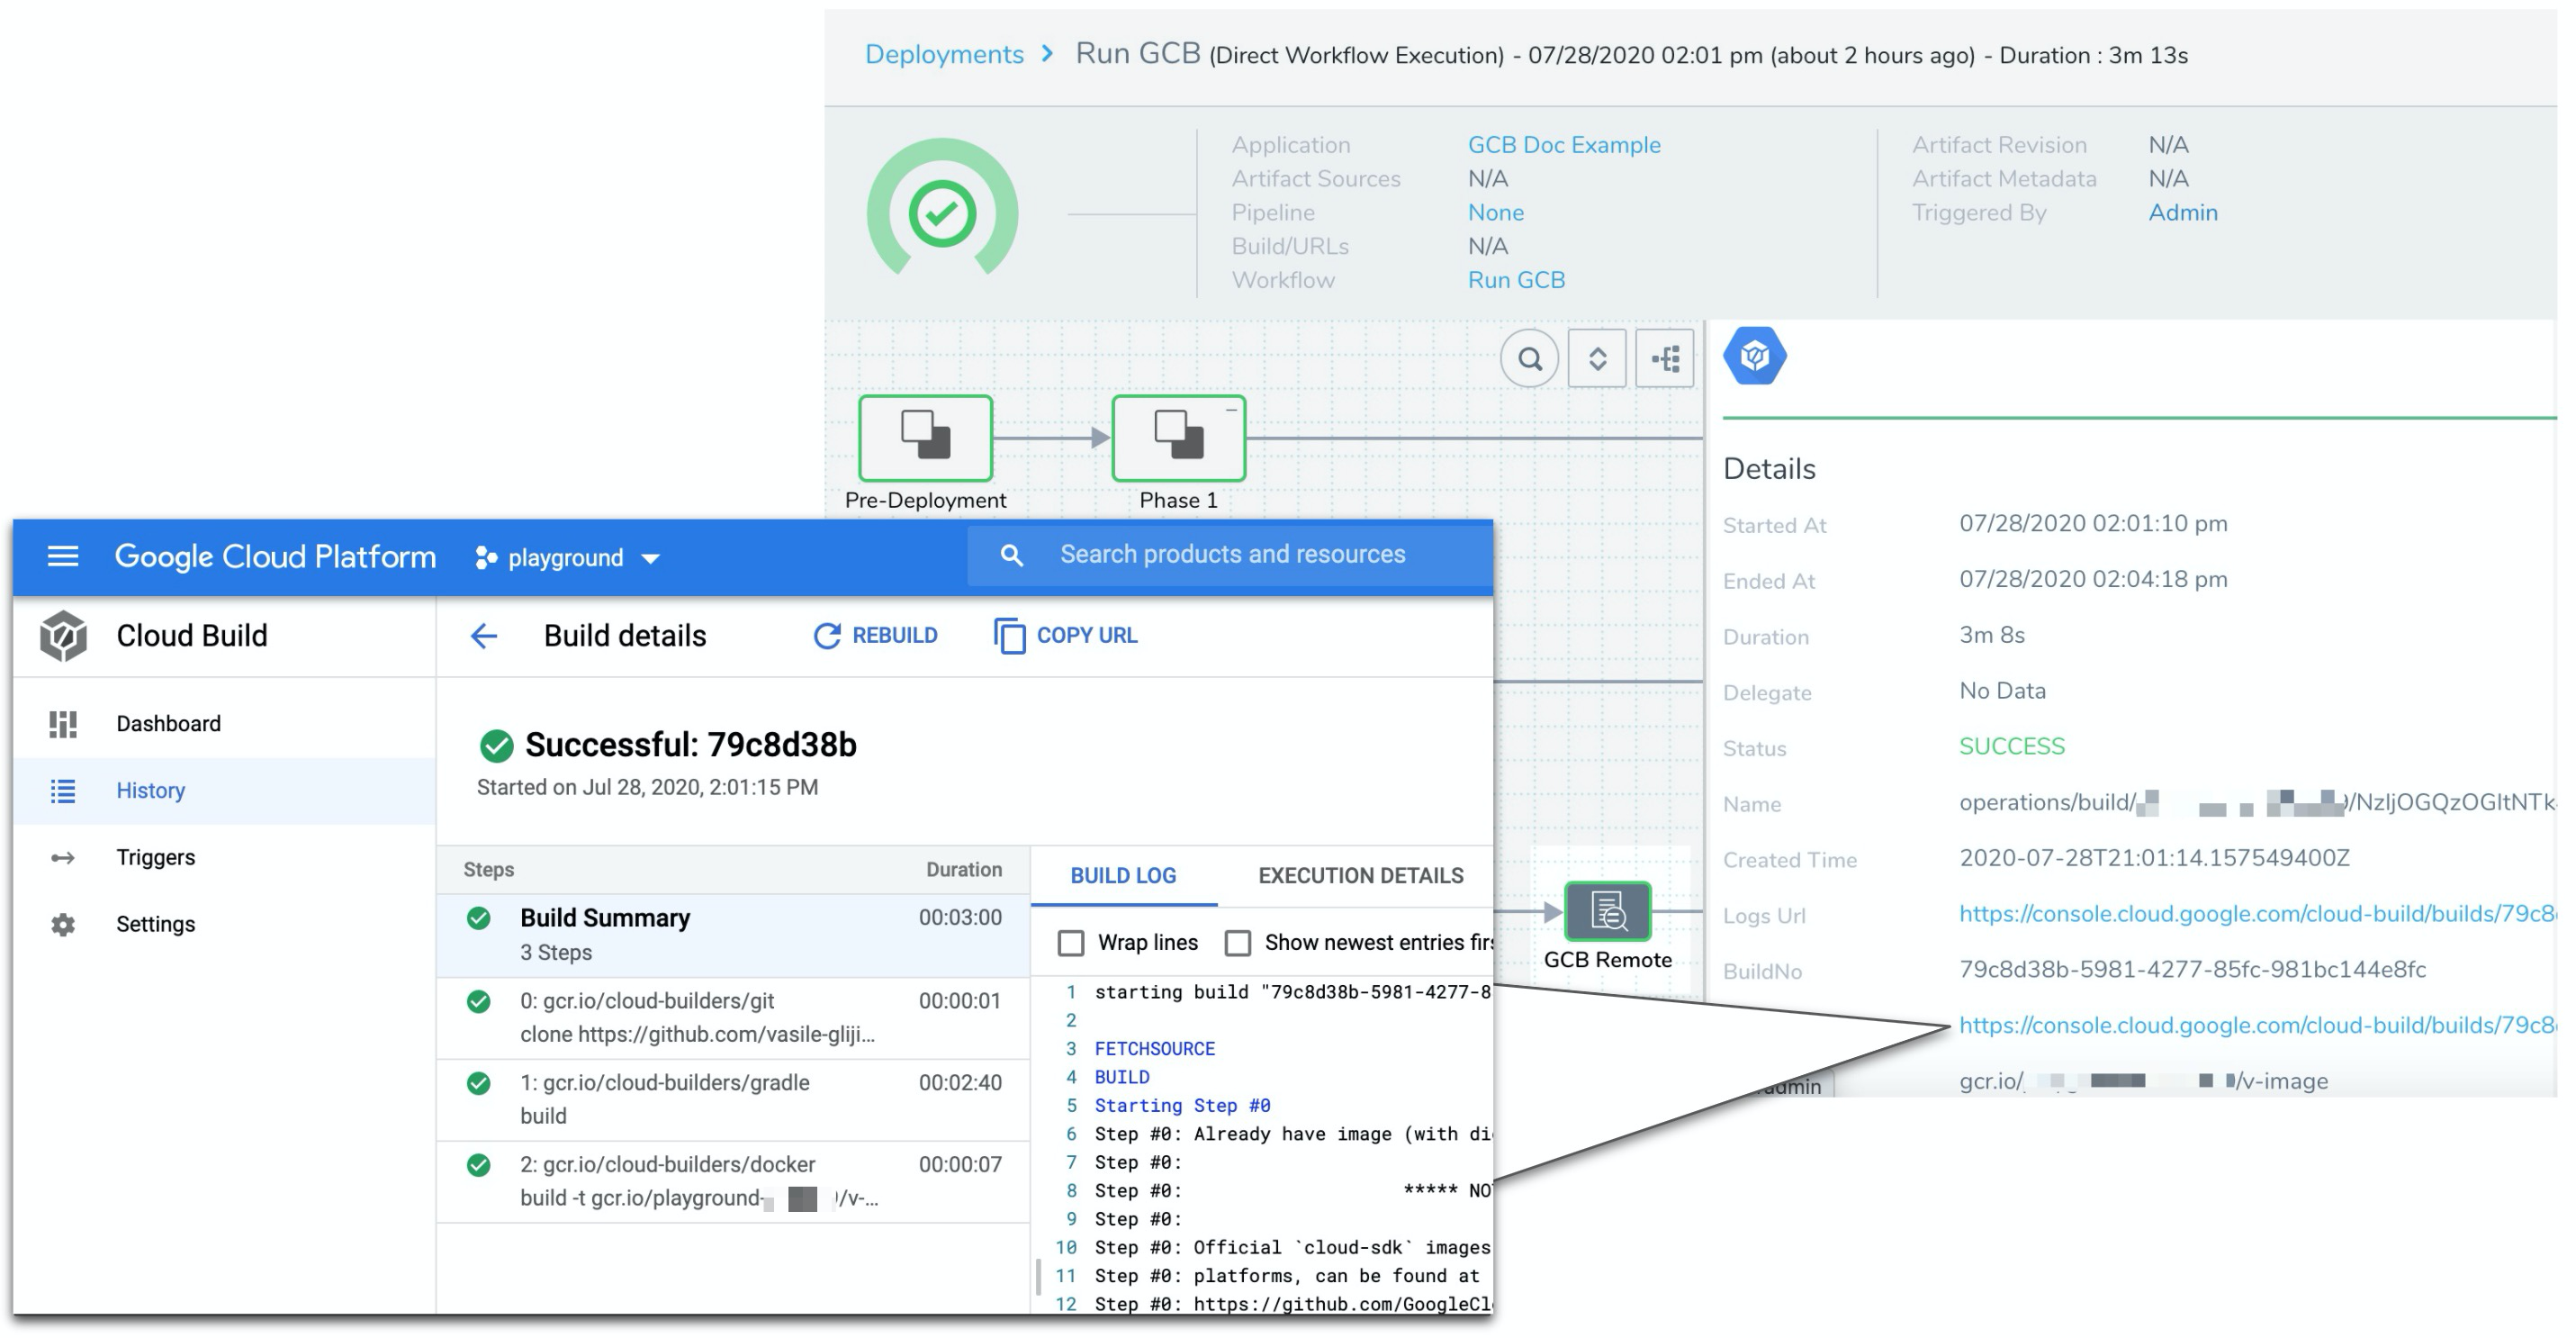 Deployments > Run GCB (Direct Workflow Execution) - 07/28/2020 02:01 pm (about 2 hours ago) - Duration : 3m 13s
Application GCB Doc Example
Artifact Sources N/A
Pipeline None
Build/URLs N/A
Workflow Run GCB
Artifact Revision N/A
Artifact Metadata N/A
Triggered By Admin
Pre-Deployment
Phase 1
GCB Remote
Details
Started At 07/28/2020 02:01:10 pm
Ended At 07/28/2020 02:04:18 pm
Duration 3m 8s
Delegate No Data
Status SUCCESS
Name operations/build/ /NzljOGQzOGItNTk
Created Time 2020-07-28T21:01:14.157549400Z
Logs Url https://console.cloud.google.com/cloud-build/builds/79c8
BuildNo 79c8d38b-5981-4277-85fc-981bc144e8fc
https://console.cloud.google.com/cloud-build/builds/79c8
gcr.io/ /v-image
admin
Google Cloud Platform playground Search products and resources
Cloud Build
Dashboard
History
Triggers
Settings
Build details REBUILD COPY URL
Successful: 79c8d38b
Started on Jul 28, 2020, 2:01:15 PM
Steps Duration
Build Summary 00:03:00
3 Steps
0: gcr.io/cloud-builders/git 00:00:01
clone https://github.com/vasile-gliji...
1: gcr.io/cloud-builders/gradle 00:02:40
build
2: gcr.io/cloud-builders/docker 00:00:07
build -t gcr.io/playground- /v-...
BUILD LOG EXECUTION DETAILS
Wrap lines Show newest entries firs
1 starting build "79c8d38b-5981-4277-8
2
3 FETCHSOURCE
4 BUILD
5 Starting Step #0
6 Step #0: Already have image (with di
7 Step #0:
8 Step #0: ***** NO
9 Step #0:
10 Step #0: Official `cloud-sdk` images
11 Step #0: platforms, can be found at
12 Step #0: https://github.com/GoogleCl